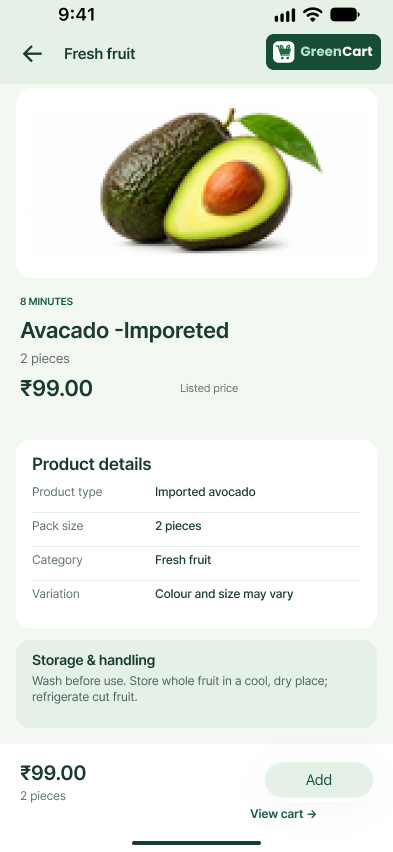 9:41
Fresh fruit
GreenCart
8 MINUTES
Avacado -Imporeted
2 pieces
₹99.00
Listed price
Product details
Product type Imported avocado
Pack size 2 pieces
Category Fresh fruit
Variation Colour and size may vary
Storage & handling
Wash before use. Store whole fruit in a cool, dry place;
refrigerate cut fruit.
₹99.00
Add
2 pieces
View cart →